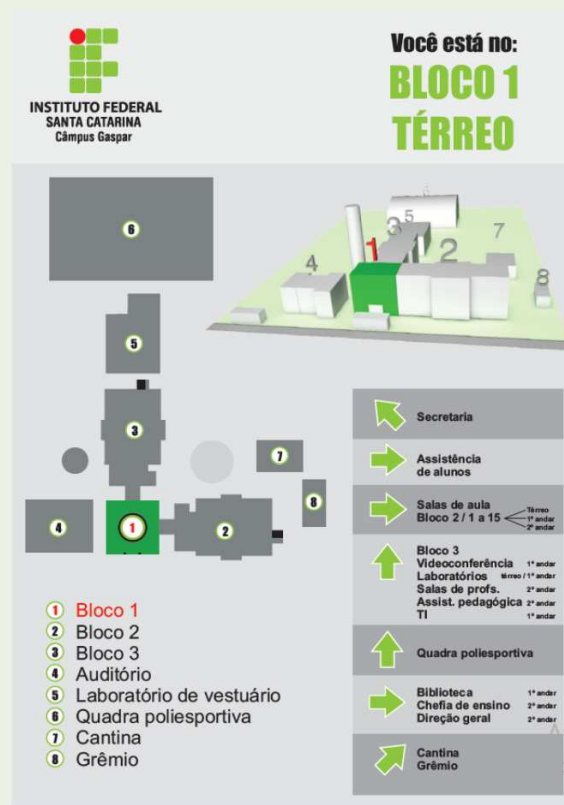 INSTITUTO FEDERAL
SANTA CATARINA
Câmpus Gaspar
Você está no:
BLOCO 1
TÉRREO
6
5
3
7
8
4
1
2
6
5
3
7
1
2
4
8
Secretaria
Assistência
de alunos
Salas de aula
Bloco 2 / 1 a 15
Térreo
1º andar
2º andar
Bloco 3
Videoconferência 1º andar
Laboratórios térreo / 1º andar
Salas de profs. 2º andar
Assist. pedagógica 2º andar
TI 1º andar
Quadra poliesportiva
Biblioteca 1º andar
Chefia de ensino 2º andar
Direção geral 2º andar
Cantina
Grêmio
1 Bloco 1
2 Bloco 2
3 Bloco 3
4 Auditório
5 Laboratório de vestuário
6 Quadra poliesportiva
7 Cantina
8 Grêmio